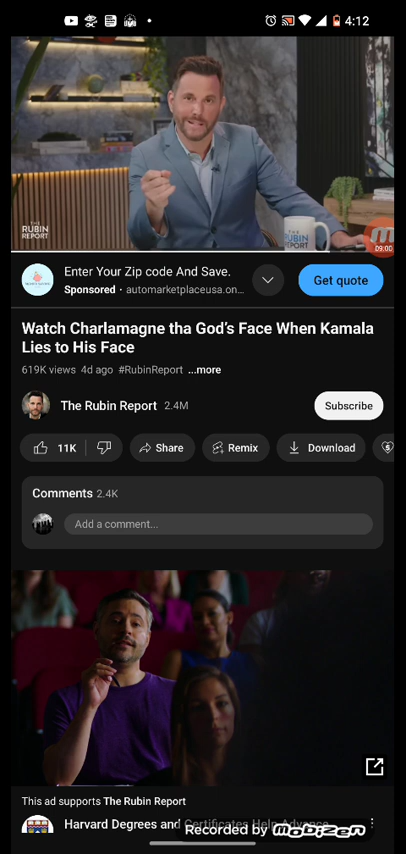 4:12
THE
RUBIN
REPORT
THE
RUBIN
REPORT
09:00
Enter Your Zip code And Save.
Sponsored · automarketplaceusa.on...
Get quote
Watch Charlamagne tha God's Face When Kamala
Lies to His Face
619K views 4d ago #RubinReport ...more
The Rubin Report 2.4M
Subscribe
11K
Share
Remix
Download
Comments 2.4K
Add a comment...
This ad supports The Rubin Report
Harvard Degrees and Certificates Help Advance
Recorded by mobizen